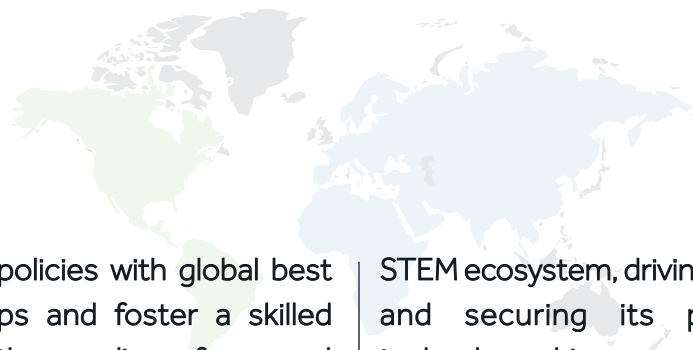 policies with global best
ps and foster a skilled
STEM ecosystem, drivin
and securing its p